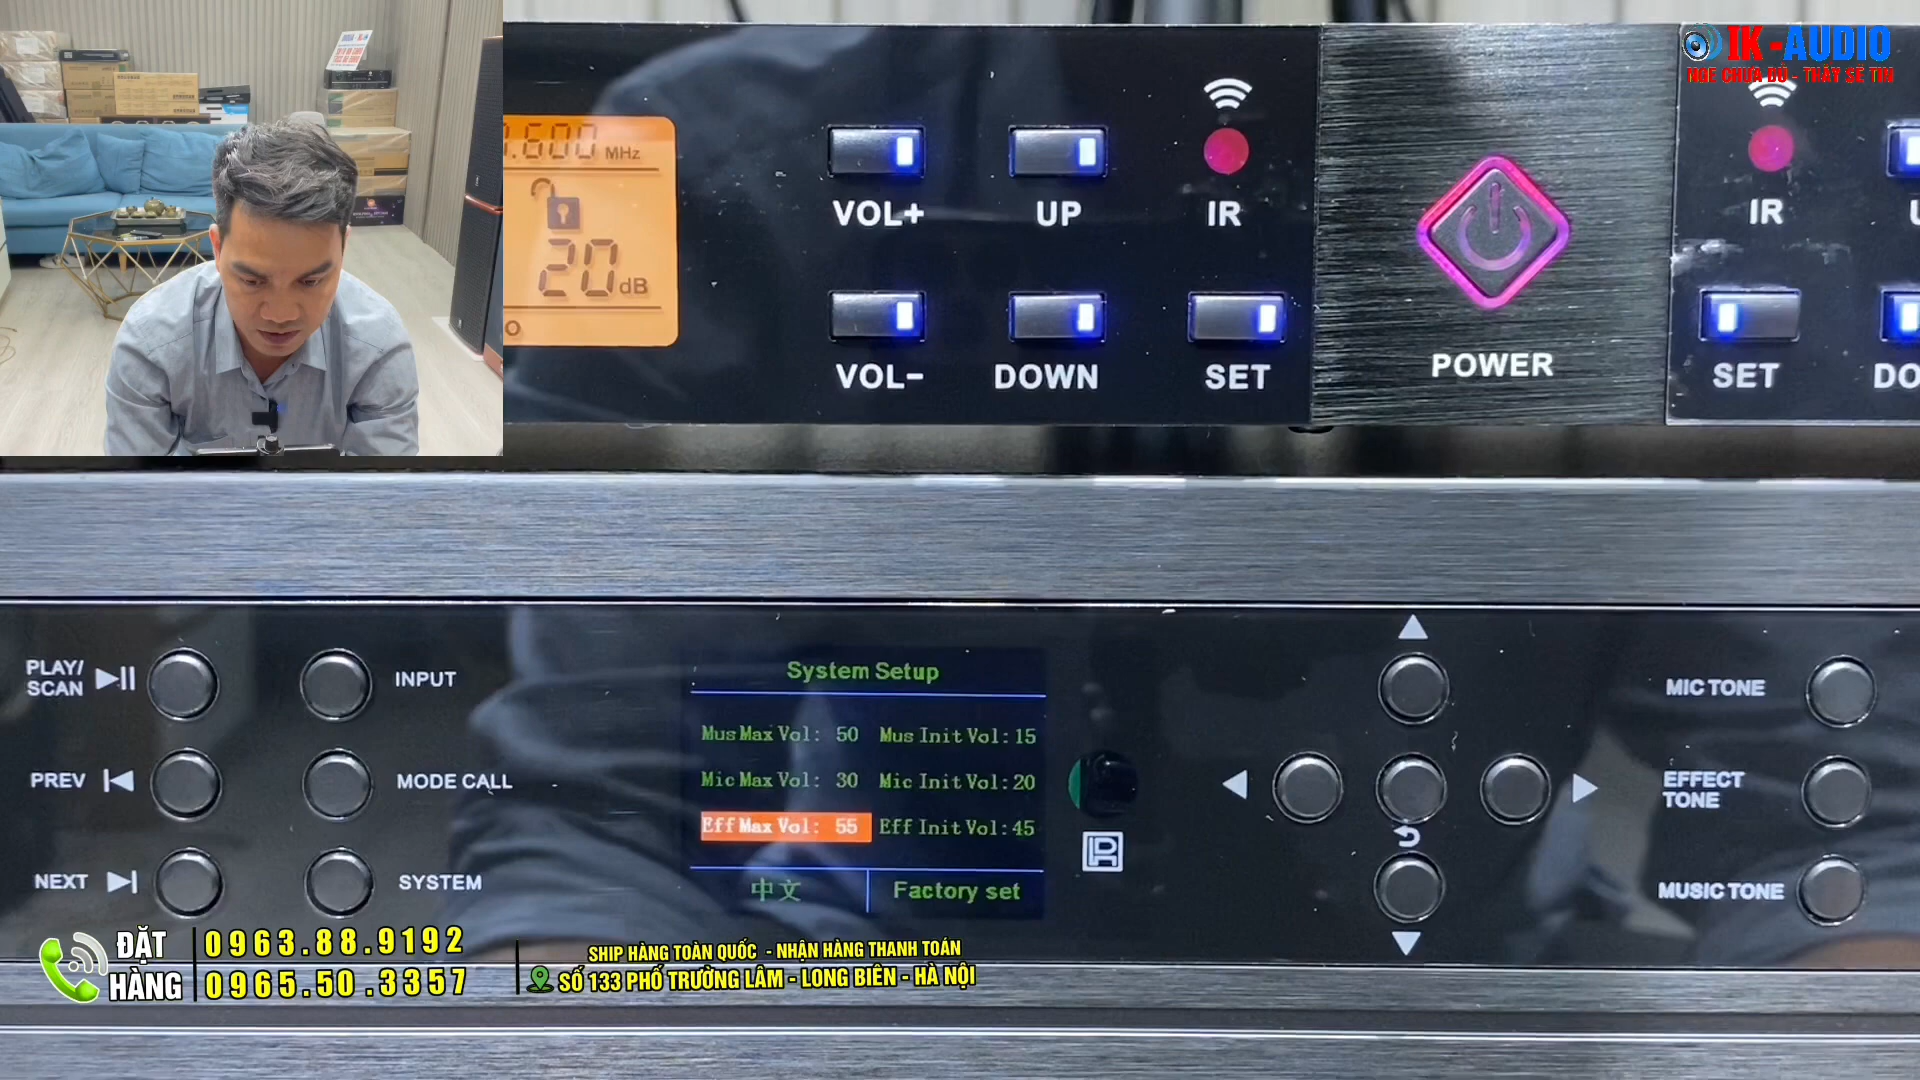 IK-AUDIO
NGE CHƯA ĐỦ - THẤY SẼ TIN
.600 MHz
20 dB
VOL+
UP
IR
IR
VOL-
DOWN
SET
POWER
SET
DO
PLAY/
SCAN
INPUT
PREV
MODE CALL
NEXT
SYSTEM
System Setup
Mus Max Vol: 50 Mus Init Vol:15
Mic Max Vol: 30 Mic Init Vol:20
Eff Max Vol: 55 Eff Init Vol:45
中文 Factory set
MIC TONE
EFFECT
TONE
MUSIC TONE
ĐẶT
HÀNG
0963.88.9192
0965.50.3357
SHIP HÀNG TOÀN QUỐC - NHẬN HÀNG THANH TOÁN
SỐ 133 PHỐ TRƯỜNG LÂM - LONG BIÊN - HÀ NỘI